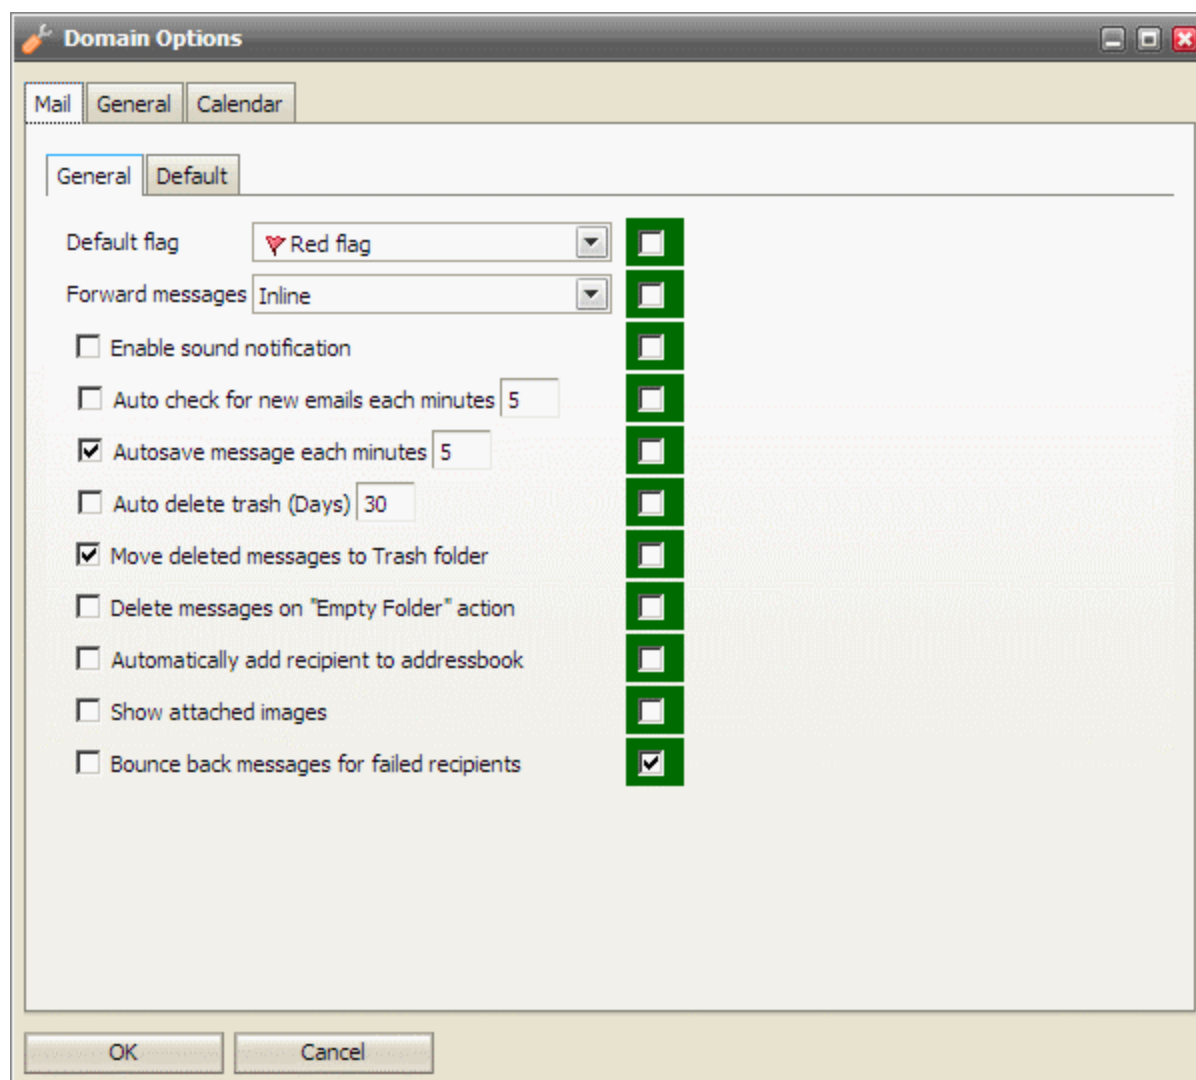 Domain Options
Mail General Calendar
General Default
Default flag Red flag
Forward messages Inline
Enable sound notification
Auto check for new emails each minutes 5
Autosave message each minutes 5
Auto delete trash (Days) 30
Move deleted messages to Trash folder
Delete messages on "Empty Folder" action
Automatically add recipient to addressbook
Show attached images
Bounce back messages for failed recipients
OK Cancel